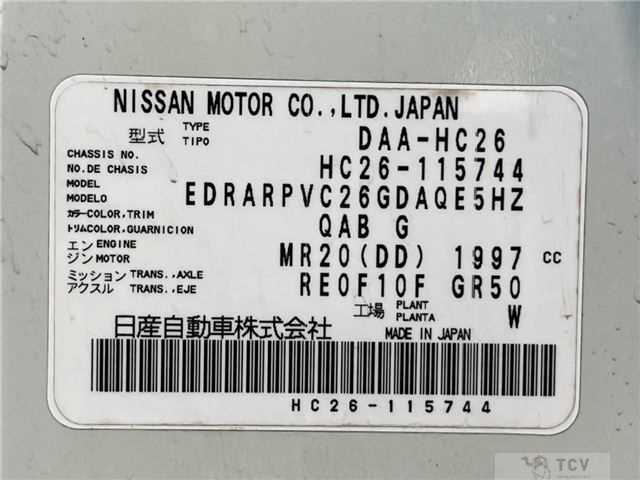 NISSAN MOTOR CO.,LTD.JAPAN
型式 TYPE TIPO DAA-HC26
CHASSIS NO. NO.DE CHASIS HC26-115744
MODEL MODELO EDRARPVC26GDAQE5HZ
カラーCOLOR,TRIM トリムCOLOR,GUARNICION QAB G
エンジン ENGINE MOTOR MR20(DD) 1997 CC
ミッション TRANS.,AXLE アクスル TRANS.,EJE RE0F10F GR50
工場 PLANT PLANTA W
日産自動車株式会社 MADE IN JAPAN
HC26-115744
TCV